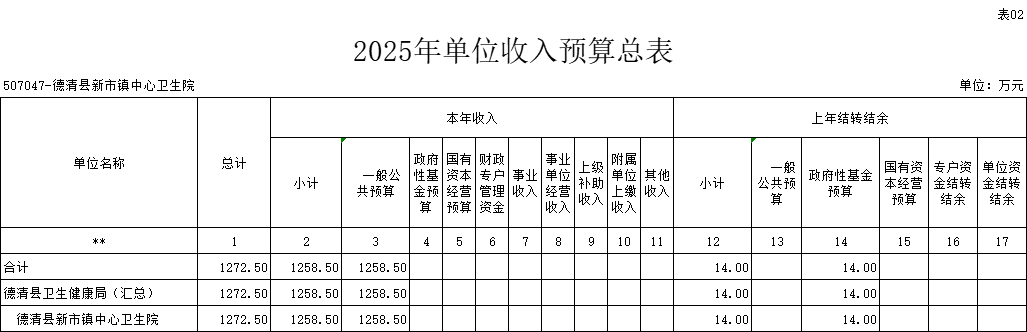 表02
2025年单位收入预算总表
507047-德清县新市镇中心卫生院 单位：万元
单位名称 总计 本年收入 上年结转结余
小计 一般公共预算 政府性基金预算 国有资本经营预算 财政专户管理资金 事业收入 事业单位经营收入 上级补助收入 附属单位上缴收入 其他收入 小计 一般公共预算 政府性基金预算 国有资本经营预算 专户资金结转结余 单位资金结转结余
** 1 2 3 4 5 6 7 8 9 10 11 12 13 14 15 16 17
合计 1272.50 1258.50 1258.50 14.00 14.00
德清县卫生健康局（汇总） 1272.50 1258.50 1258.50 14.00 14.00
德清县新市镇中心卫生院 1272.50 1258.50 1258.50 14.00 14.00